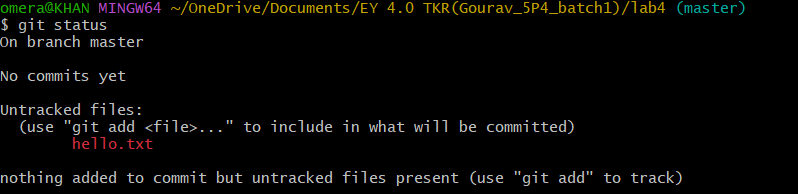 omera@KHAN MINGW64 ~/OneDrive/Documents/EY 4.0 TKR(Gourav_5P4_batch1)/lab4 (master)
$ git status
On branch master
No commits yet
Untracked files:
  (use "git add <file>..." to include in what will be committed)
        hello.txt
nothing added to commit but untracked files present (use "git add" to track)